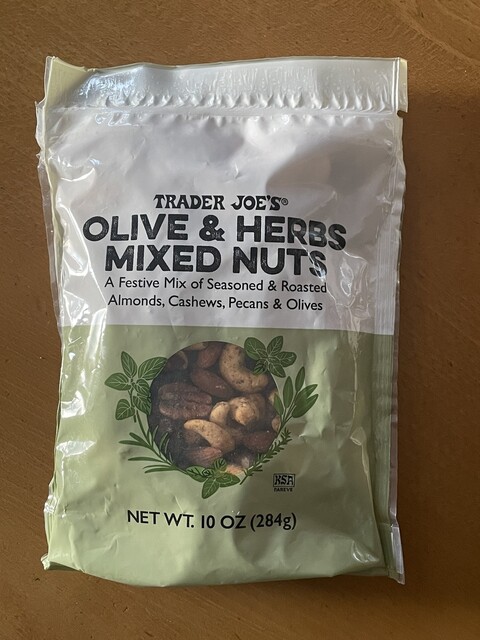 TRADER JOE'S®
OLIVE & HERBS
MIXED NUTS
A Festive Mix of Seasoned & Roasted
Almonds, Cashews, Pecans & Olives
KSA
PAREVE
NET WT. 10 OZ (284g)